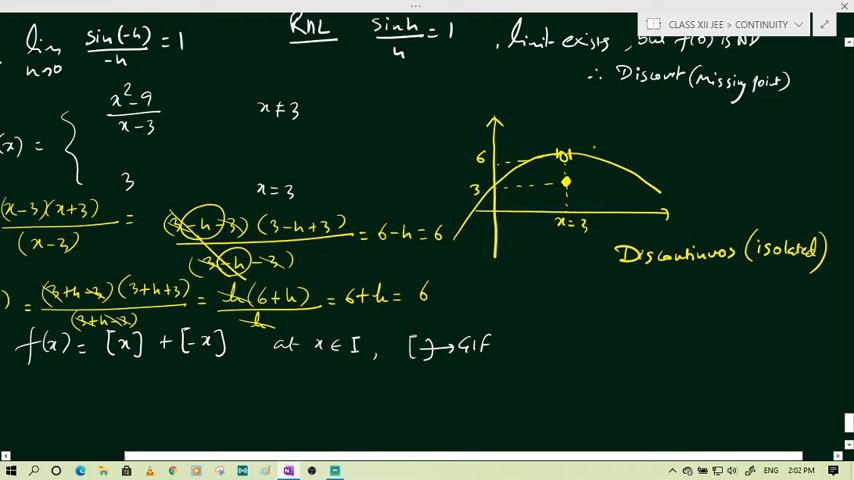 CLASS XII JEE > CONTINUITY
lim h→0 sin(-h)/-h = 1 RHL sinh/h = 1 , limit exists, but f(0) is ND
∴ Discont (missing point)
(x) = { x²-9/x-3 x≠3
3 x=3
6
3
x=3
(x-3)(x+3)/(x-3) = (3-h-3)(3-h+3)/(3-h-3) = 6-h = 6
Discontinuos (isolated)
) = (3+h-3)(3+h+3)/(3+h-3) = h(6+h)/h = 6+h = 6
f(x) = [x] + [-x] at x ∈ I, [ ] → GIF
ENG 2:02 PM